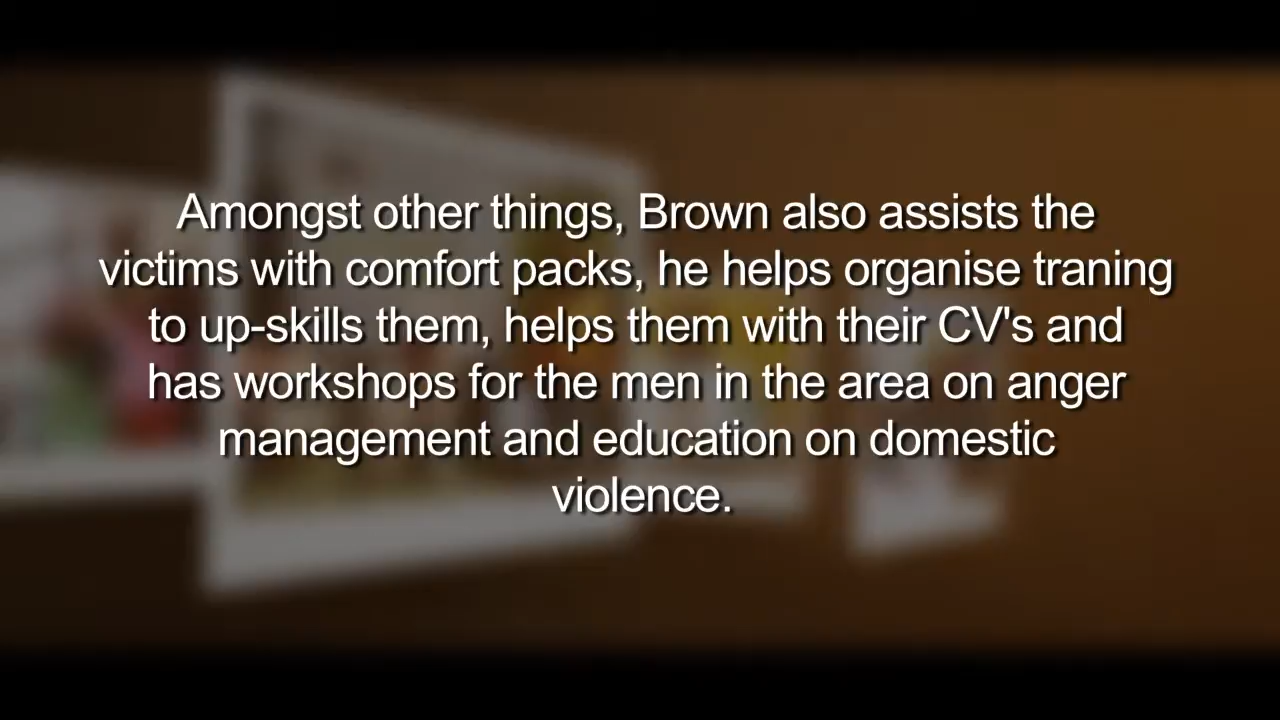 Amongst other things, Brown also assists the
victims with comfort packs, he helps organise traning
to up-skills them, helps them with their CV's and
has workshops for the men in the area on anger
management and education on domestic
violence.